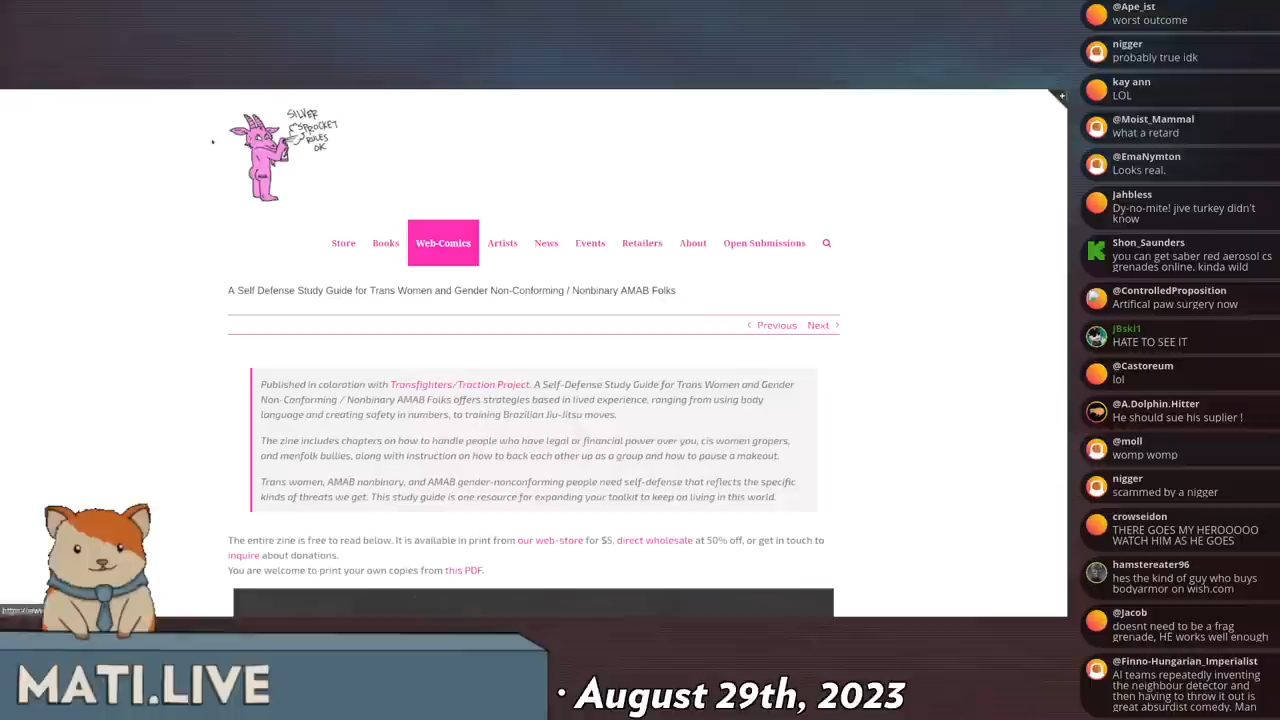 SILVER
SPROCKET
RULES
OK
Store Books Web-Comics Artists News Events Retailers About Open Submissions
A Self Defense Study Guide for Trans Women and Gender Non-Conforming / Nonbinary AMAB Folks
Previous Next
Published in coloration with Transfighters/Traction Project. A Self-Defense Study Guide for Trans Women and Gender
Non-Conforming / Nonbinary AMAB Folks offers strategies based in lived experience, ranging from using body
language and creating safety in numbers, to training Brazilian Jiu-Jitsu moves.
The zine includes chapters on how to handle people who have legal or financial power over you, cis women gropers,
and menfolk bullies, along with instruction on how to back each other up as a group and how to pause a makeout.
Trans women, AMAB nonbinary, and AMAB gender-nonconforming people need self-defense that reflects the specific
kinds of threats we get. This study guide is one resource for expanding your toolkit to keep on living in this world.
The entire zine is free to read below. It is available in print from our web-store for $5, direct wholesale at 50% off, or get in touch to
inquire about donations.
You are welcome to print your own copies from this PDF.
MATI.LIVE
· August 29th, 2023
@Ape_ist
worst outcome
nigger
probably true idk
kay ann
LOL
@Moist_Mammal
what a retard
@EmaNymton
Looks real.
Jahbless
Dy-no-mite! jive turkey didn't
know
Shon_Saunders
you can get saber red aerosol cs
grenades online. kinda wild
@ControlledProposition
Artifical paw surgery now
JBski1
HATE TO SEE IT
@Castoreum
lol
@A.Dolphin.Hitter
He should sue his suplier !
@moll
womp womp
nigger
scammed by a nigger
crowseidon
THERE GOES MY HEROOOOO
WATCH HIM AS HE GOES
hamstereater96
hes the kind of guy who buys
bodyarmor on wish.com
@Jacob
doesnt need to be a frag
grenade, HE works well enough
@Finno-Hungarian_Imperialist
AI teams repeatedly inventing
the neighbour detector and
then having to throw it out is
great absurdist comedy. Man